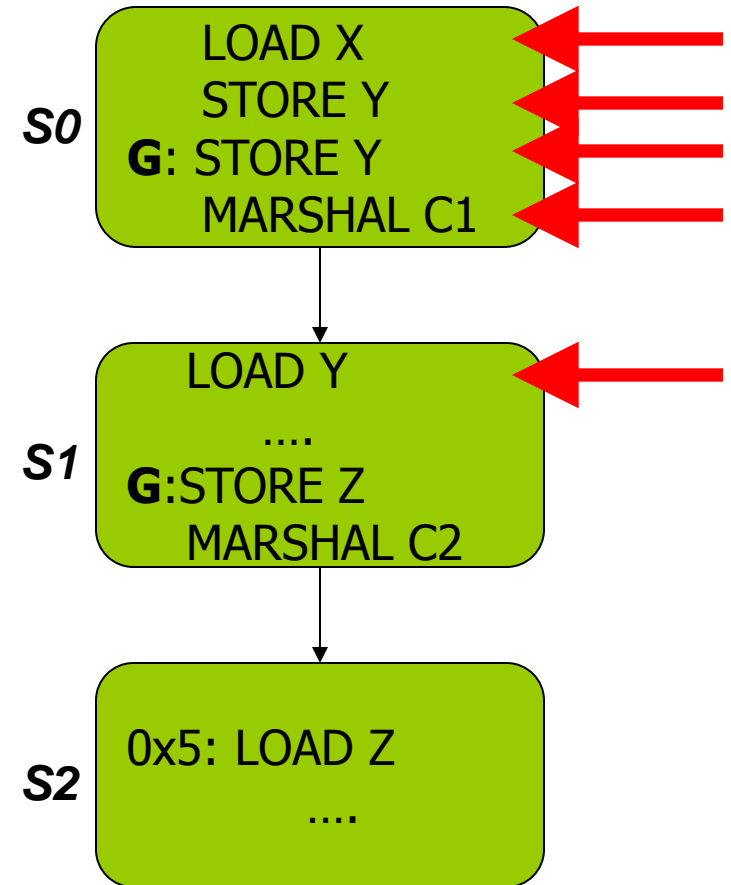 LOAD X
S0
STORE Y
G: STORE Y
MARSHAL C1
LOAD Y
....
S1
G:STORE Z
MARSHAL C2
S2
0x5: LOAD Z
....